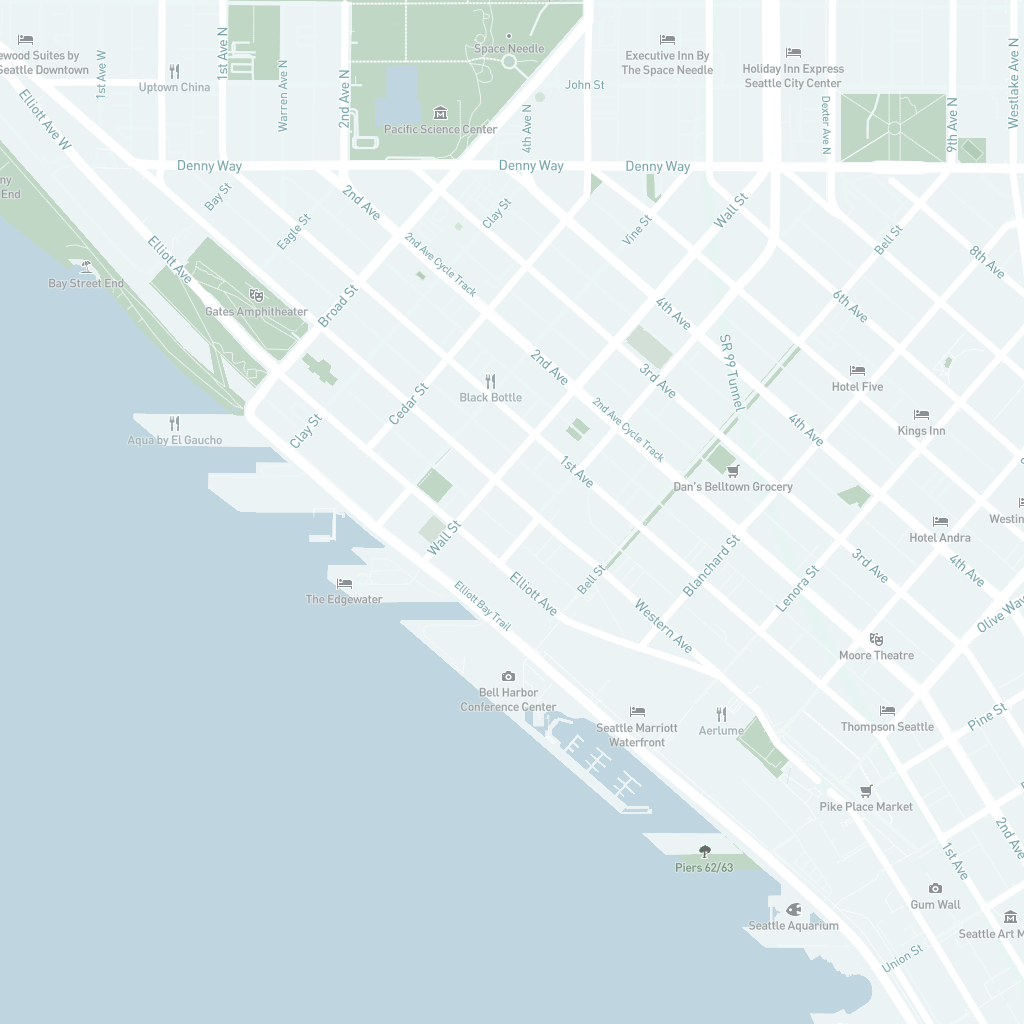 ewood Suites by
Seattle Downtown
1st Ave W
Uptown China
1st Ave N
Warren Ave N
2nd Ave N
Space Needle
Pacific Science Center
John St
4th Ave N
Executive Inn By
The Space Needle
Holiday Inn Express
Seattle City Center
Dexter Ave N
9th Ave N
Westlake Ave N
Elliott Ave W
Denny Way
Denny Way
Denny Way
ny
End
Bay St
Eagle St
2nd Ave
Clay St
Vine St
Wall St
Bell St
8th Ave
Elliott Ave
2nd Ave Cycle Track
Bay Street End
Gates Amphitheater
Broad St
4th Ave
6th Ave
SR 99 Tunnel
2nd Ave
3rd Ave
Hotel Five
Black Bottle
Cedar St
2nd Ave Cycle Track
4th Ave
Kings Inn
Aqua by El Gaucho
Clay St
1st Ave
Dan's Belltown Grocery
Westin
Hotel Andra
Wall St
Blanchard St
3rd Ave
4th Ave
The Edgewater
Elliott Bay Trail
Elliott Ave
Bell St
Western Ave
Lenora St
Olive Way
Moore Theatre
Bell Harbor
Conference Center
Seattle Marriott
Waterfront
Aerlume
Thompson Seattle
Pine St
Pike Place Market
2nd Ave
1st Ave
Piers 62/63
Gum Wall
Seattle Aquarium
Seattle Art M
Union St